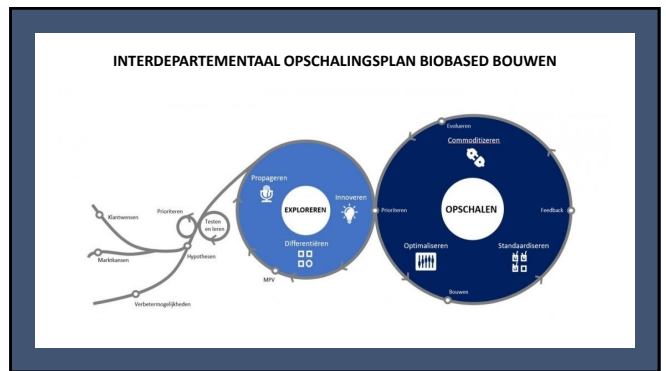 INTERDEPARTEMENTAAL OPSCHALINGSPLAN BIOBASED BOUWEN
Klantwensen
Marktkansen
Verbetermogelijkheden
Hypothesen
Prioriteren
Testen
en leren
Propageren
Innoveren
EXPLOREREN
Differentiëren
MPV
Prioriteren
Evalueren
Commoditizeren
OPSCHALEN
Feedback
Optimaliseren
Standaardiseren
Bouwen